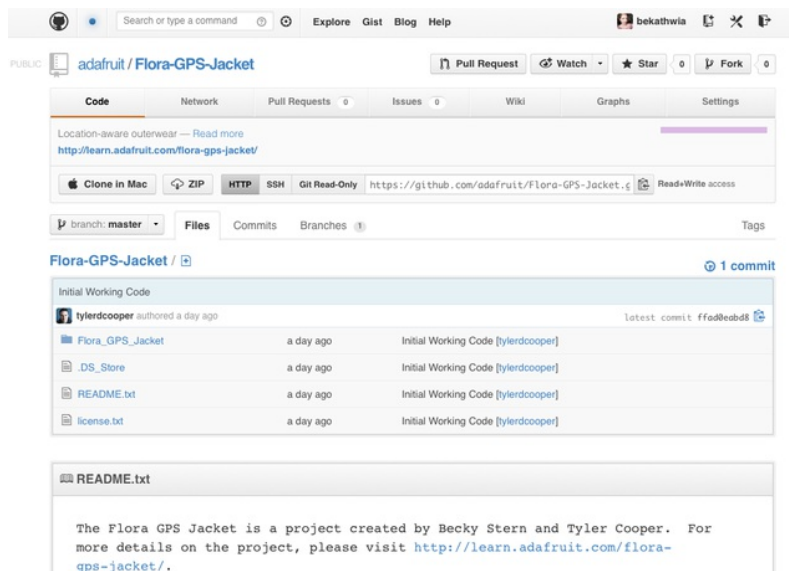 Search or type a command
Explore Gist Blog Help
bekathwia
PUBLIC
adafruit / Flora-GPS-Jacket
Pull Request Watch Star 0 Fork 0
Code Network Pull Requests 0 Issues 0 Wiki Graphs Settings
Location-aware outerwear — Read more
http://learn.adafruit.com/flora-gps-jacket/
Clone in Mac ZIP HTTP SSH Git Read-Only https://github.com/adafruit/Flora-GPS-Jacket.g Read+Write access
branch: master Files Commits Branches 1 Tags
Flora-GPS-Jacket /
1 commit
Initial Working Code
tylerdcooper authored a day ago
latest commit ffad0eabd8
Flora_GPS_Jacket a day ago Initial Working Code [tylerdcooper]
.DS_Store a day ago Initial Working Code [tylerdcooper]
README.txt a day ago Initial Working Code [tylerdcooper]
license.txt a day ago Initial Working Code [tylerdcooper]
README.txt
The Flora GPS Jacket is a project created by Becky Stern and Tyler Cooper. For
more details on the project, please visit http://learn.adafruit.com/flora-
gps-jacket/.